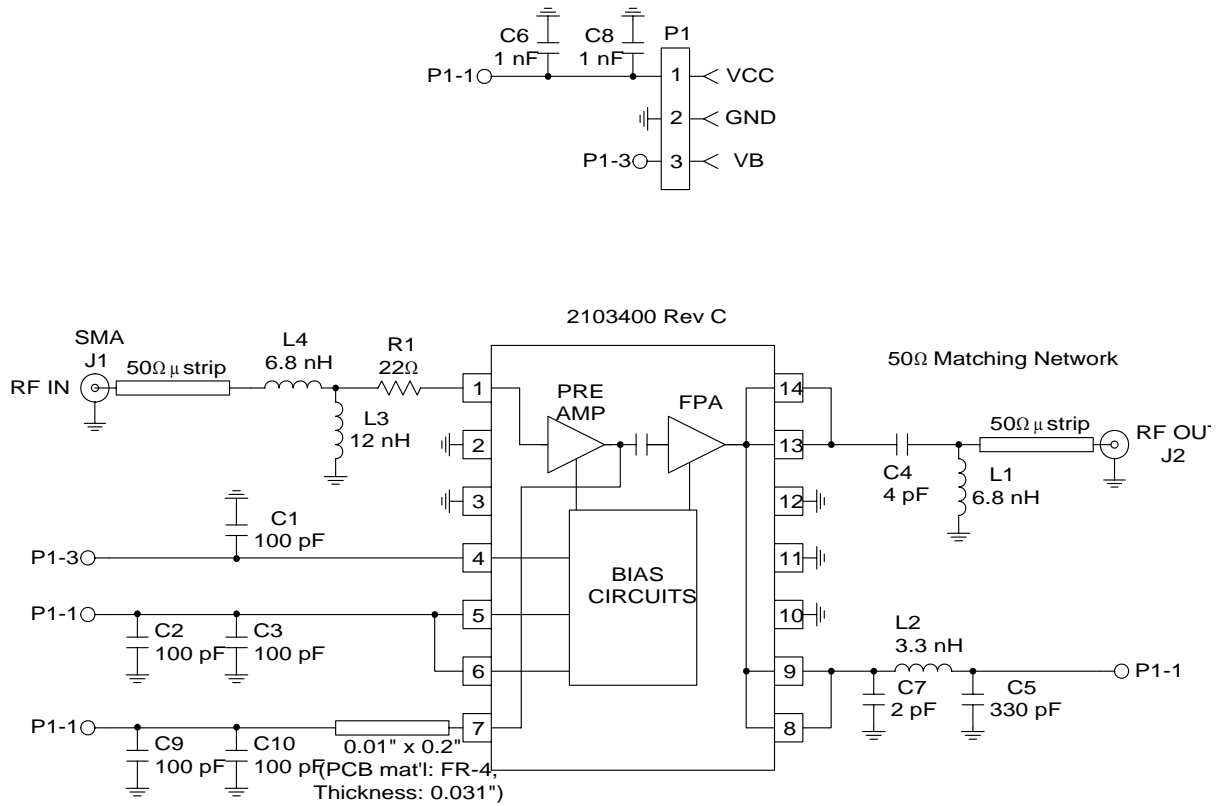 C6
1 nF
C8
1 nF
P1
P1-1
1
VCC
2
GND
P1-3
3
VB
2103400 Rev C
SMA
J1
RF IN
50Ω µ strip
L4
6.8 nH
R1
22Ω
L3
12 nH
1
2
3
4
5
6
7
PRE
AMP
FPA
BIAS
CIRCUITS
14
13
12
11
10
9
8
50Ω Matching Network
50Ω µ strip
RF OUT
J2
C4
4 pF
L1
6.8 nH
C1
100 pF
P1-3
P1-1
C2
100 pF
C3
100 pF
L2
3.3 nH
P1-1
C7
2 pF
C5
330 pF
P1-1
C9
100 pF
C10
100 pF
0.01" x 0.2"
(PCB mat'l: FR-4,
Thickness: 0.031")